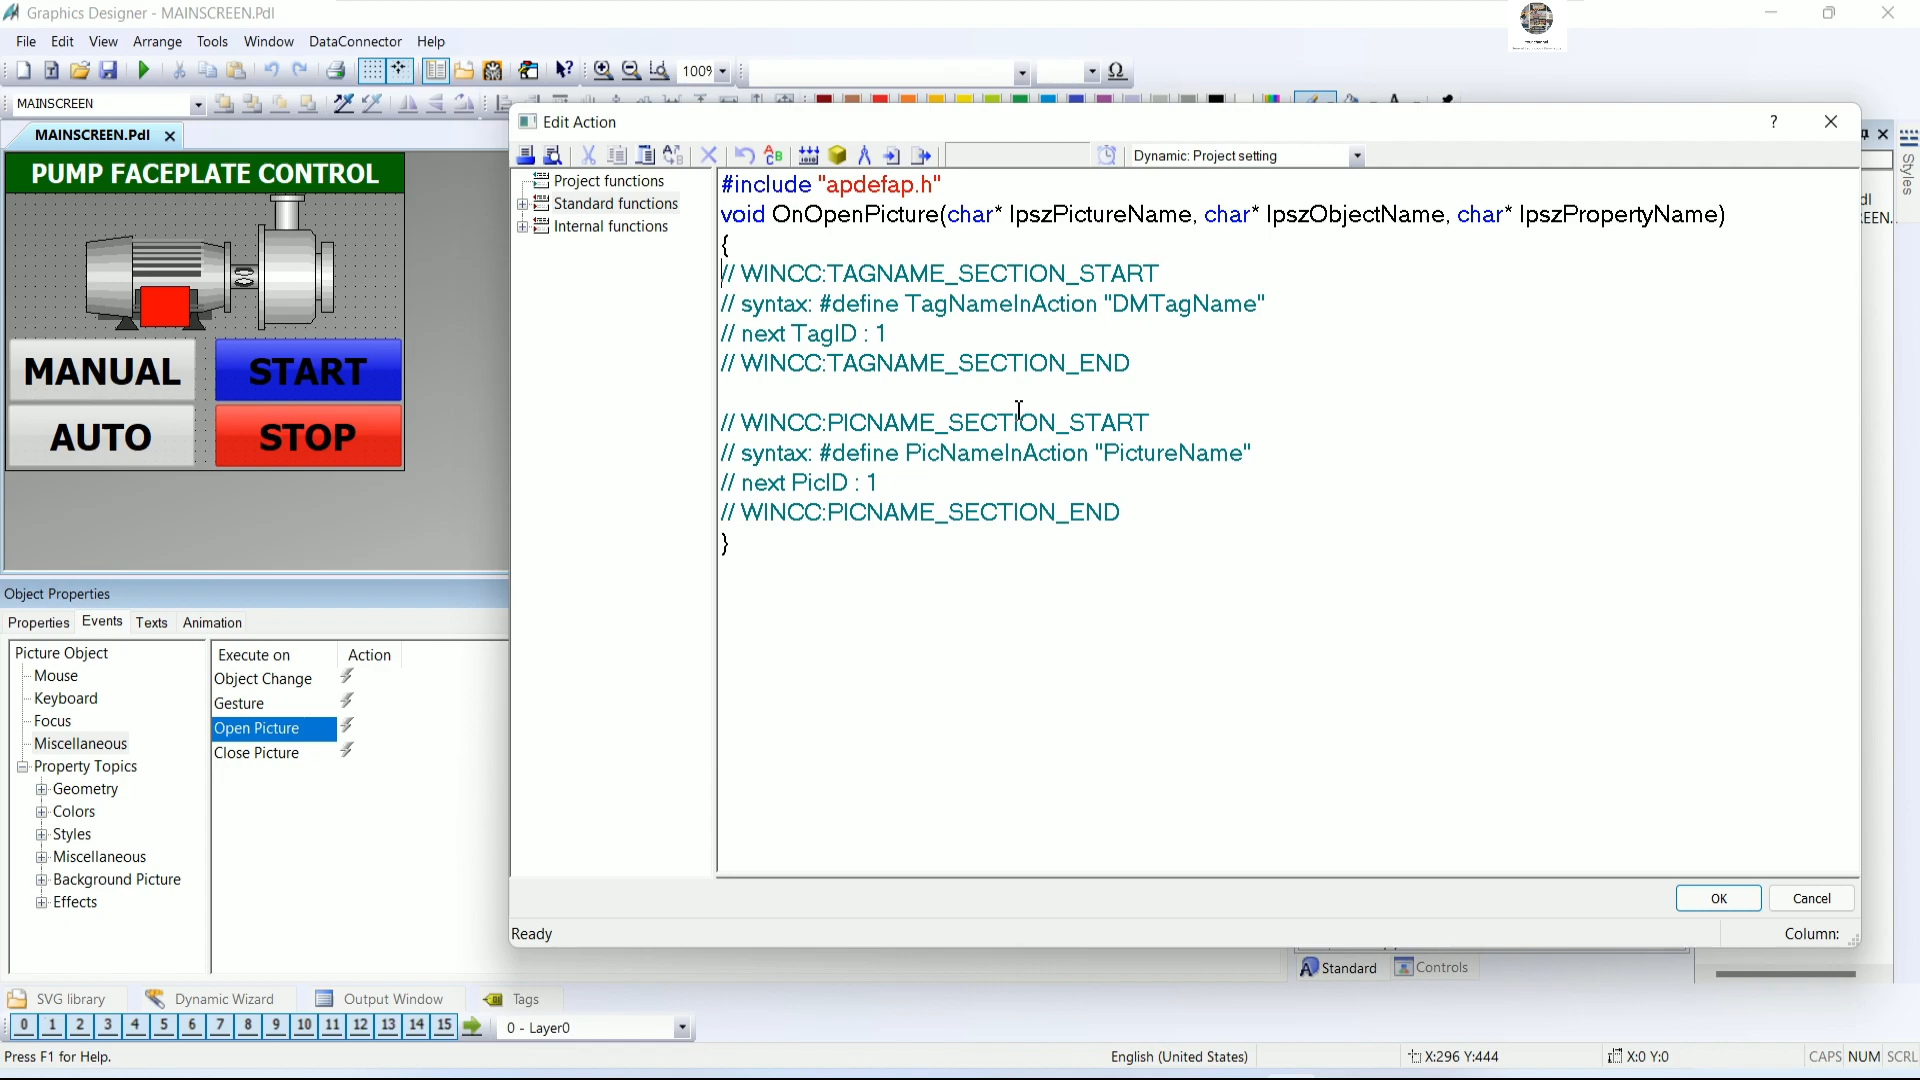 Graphics Designer - MAINSCREEN.Pdl
File Edit View Arrange Tools Window DataConnector Help
100%
MAINSCREEN
MAINSCREEN.Pdl
PUMP FACEPLATE CONTROL
MANUAL START
AUTO STOP
Edit Action
Dynamic: Project setting
Project functions
Standard functions
Internal functions
#include "apdefap.h"
void OnOpenPicture(char* lpszPictureName, char* lpszObjectName, char* lpszPropertyName)
{
// WINCC:TAGNAME_SECTION_START
// syntax: #define TagNameInAction "DMTagName"
// next TagID : 1
// WINCC:TAGNAME_SECTION_END
// WINCC:PICNAME_SECTION_START
// syntax: #define PicNameInAction "PictureName"
// next PicID : 1
// WINCC:PICNAME_SECTION_END
}
OK Cancel
Ready Column:
Styles
Object Properties
Properties Events Texts Animation
Picture Object
Mouse
Keyboard
Focus
Miscellaneous
Property Topics
Geometry
Colors
Styles
Miscellaneous
Background Picture
Effects
Execute on Action
Object Change
Gesture
Open Picture
Close Picture
Standard Controls
SVG library Dynamic Wizard Output Window Tags
0 1 2 3 4 5 6 7 8 9 10 11 12 13 14 15 0 - Layer0
Press F1 for Help. English (United States) X:296 Y:444 X:0 Y:0 CAPS NUM SCRL